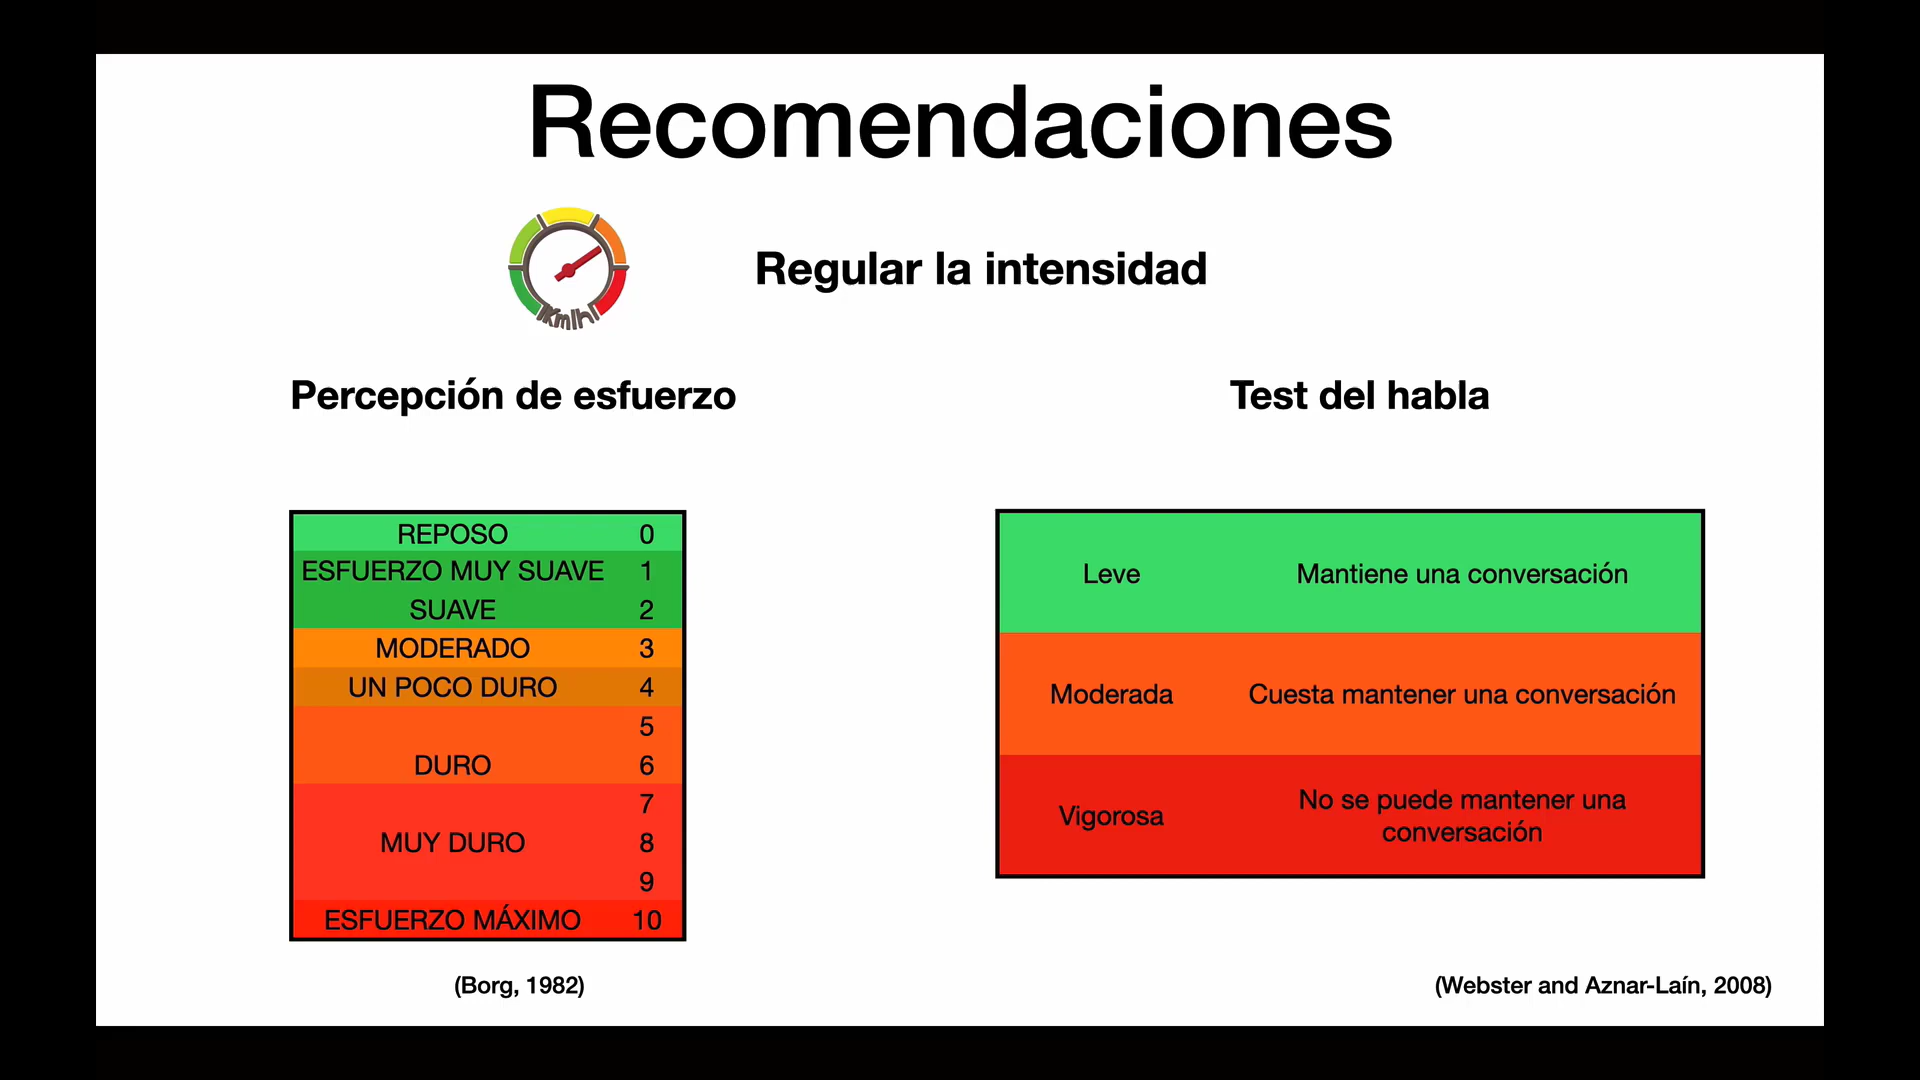 Recomendaciones
Km/h
Regular la intensidad
Percepción de esfuerzo
REPOSO 0
ESFUERZO MUY SUAVE 1
SUAVE 2
MODERADO 3
UN POCO DURO 4
5
DURO 6
7
MUY DURO 8
9
ESFUERZO MÁXIMO 10
(Borg, 1982)
Test del habla
Leve Mantiene una conversación
Moderada Cuesta mantener una conversación
Vigorosa No se puede mantener una
conversación
(Webster and Aznar-Laín, 2008)